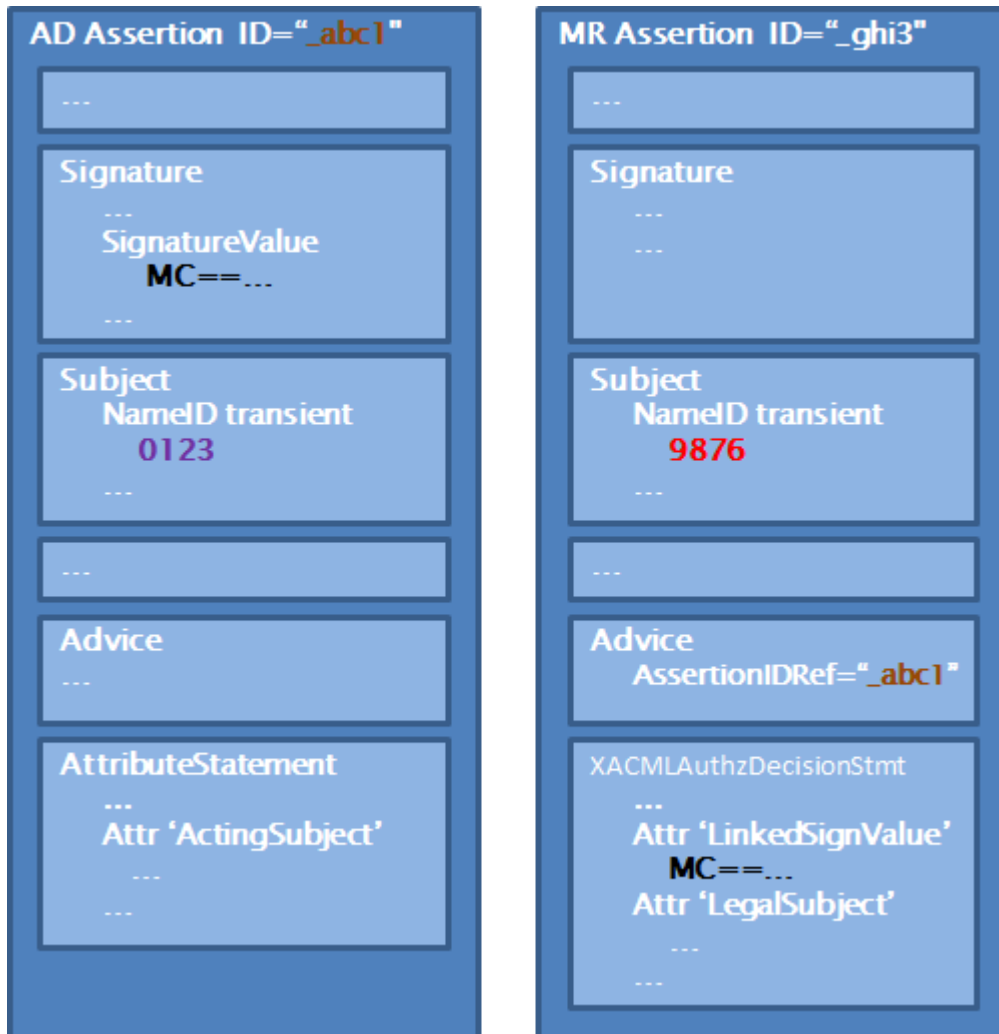 AD Assertion ID=“_abc1"
---
Signature
---
SignatureValue
MC==...
---
Subject
NameID transient
0123
---
---
Advice
---
AttributeStatement
...
Attr ‘ActingSubject’
...
---
MR Assertion ID=“_ghi3"
---
Signature
---
---
Subject
NameID transient
9876
---
---
Advice
AssertionIDRef=“_abc1"
XACMLAuthzDecisionStmt
...
Attr ‘LinkedSignValue’
MC==...
Attr ‘LegalSubject’
---
---